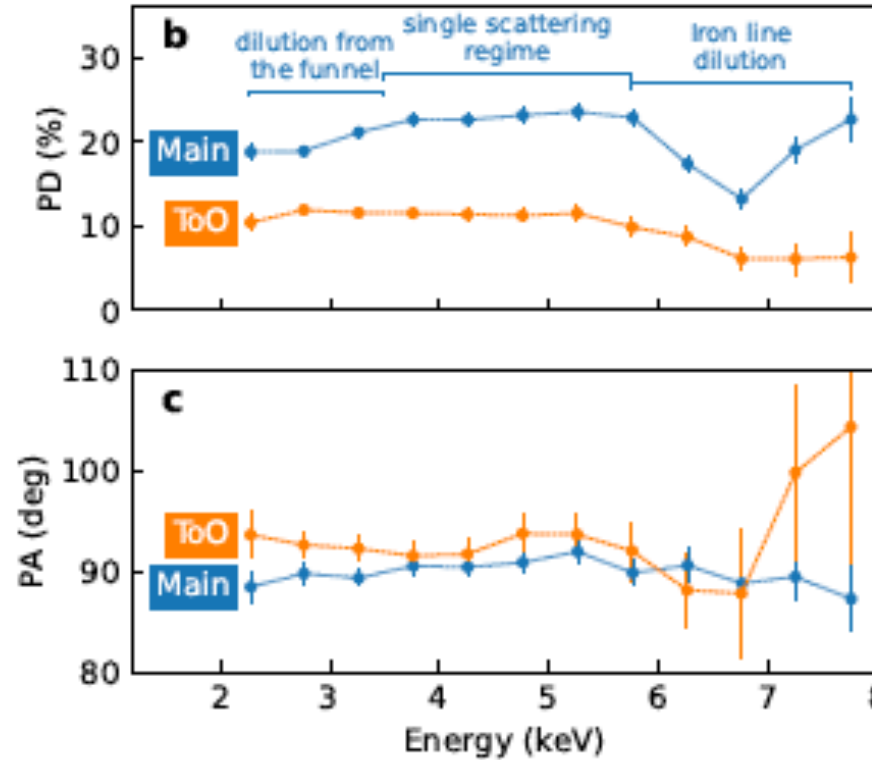 b
dilution from
the funnel
single scattering
regime
Iron line
dilution
PD (%)
30
20
10
0
Main
ToO
c
PA (deg)
110
100
90
80
ToO
Main
2 3 4 5 6 7 8
Energy (keV)